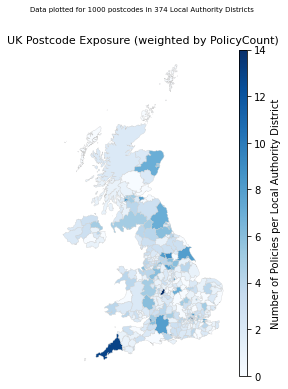 Data plotted for 1000 postcodes in 374 Local Authority Districts
UK Postcode Exposure (weighted by PolicyCount)
14
12
10
8
6
4
2
0
Number of Policies per Local Authority District